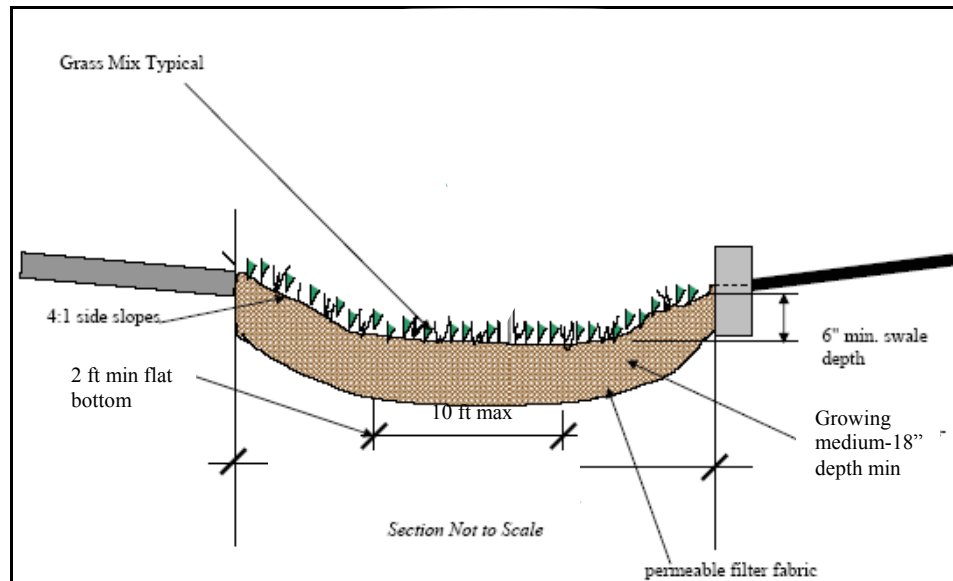 Grass Mix Typical
4:1 side slopes
6" min. swale
depth
2 ft min flat
bottom
10 ft max
Growing
medium-18”
depth min
Section Not to Scale
permeable filter fabric